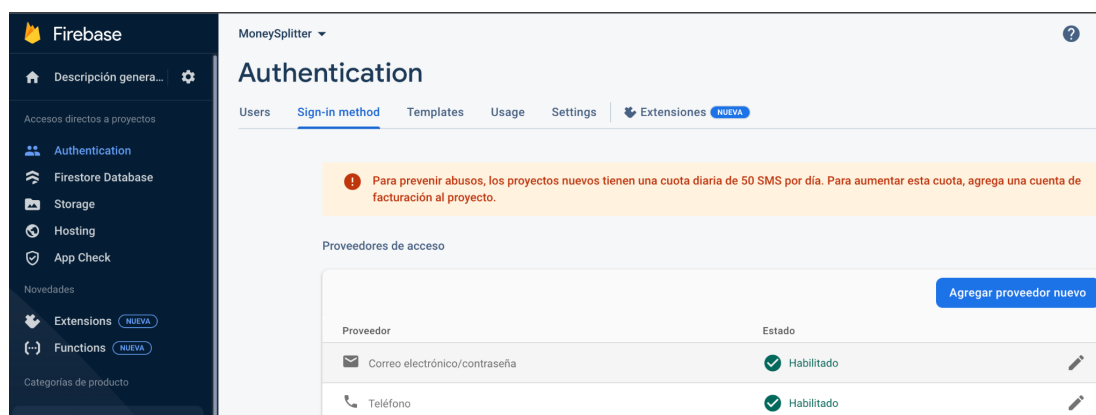 Firebase
MoneySplitter
Descripción genera...
Authentication
Accesos directos a proyectos
Users Sign-in method Templates Usage Settings Extensiones NUEVA
Authentication
Firestore Database
Storage
Hosting
App Check
Novedades
Extensions NUEVA
Functions NUEVA
Categorías de producto
Para prevenir abusos, los proyectos nuevos tienen una cuota diaria de 50 SMS por día. Para aumentar esta cuota, agrega una cuenta de
facturación al proyecto.
Proveedores de acceso
Agregar proveedor nuevo
Proveedor Estado
Correo electrónico/contraseña Habilitado
Teléfono Habilitado